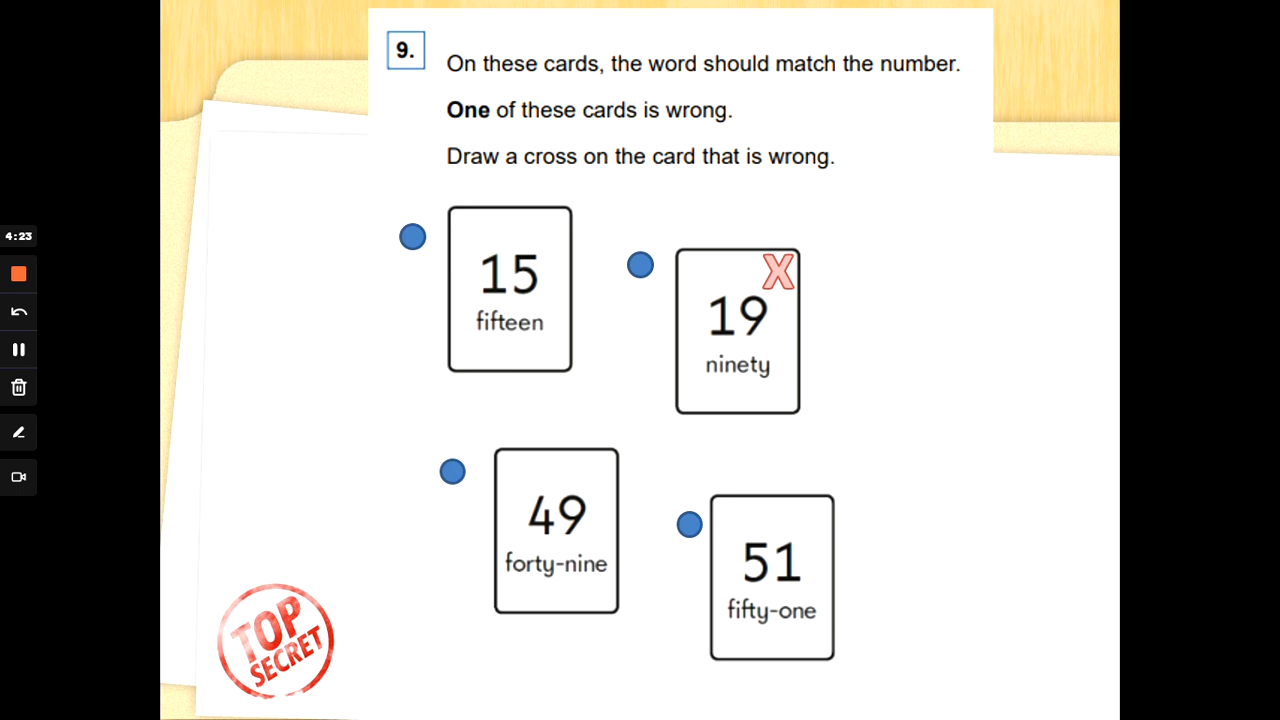 9.
On these cards, the word should match the number.
One of these cards is wrong.
Draw a cross on the card that is wrong.
15
fifteen
X
19
ninety
49
forty-nine
51
fifty-one
4:23
TOP
SECRET